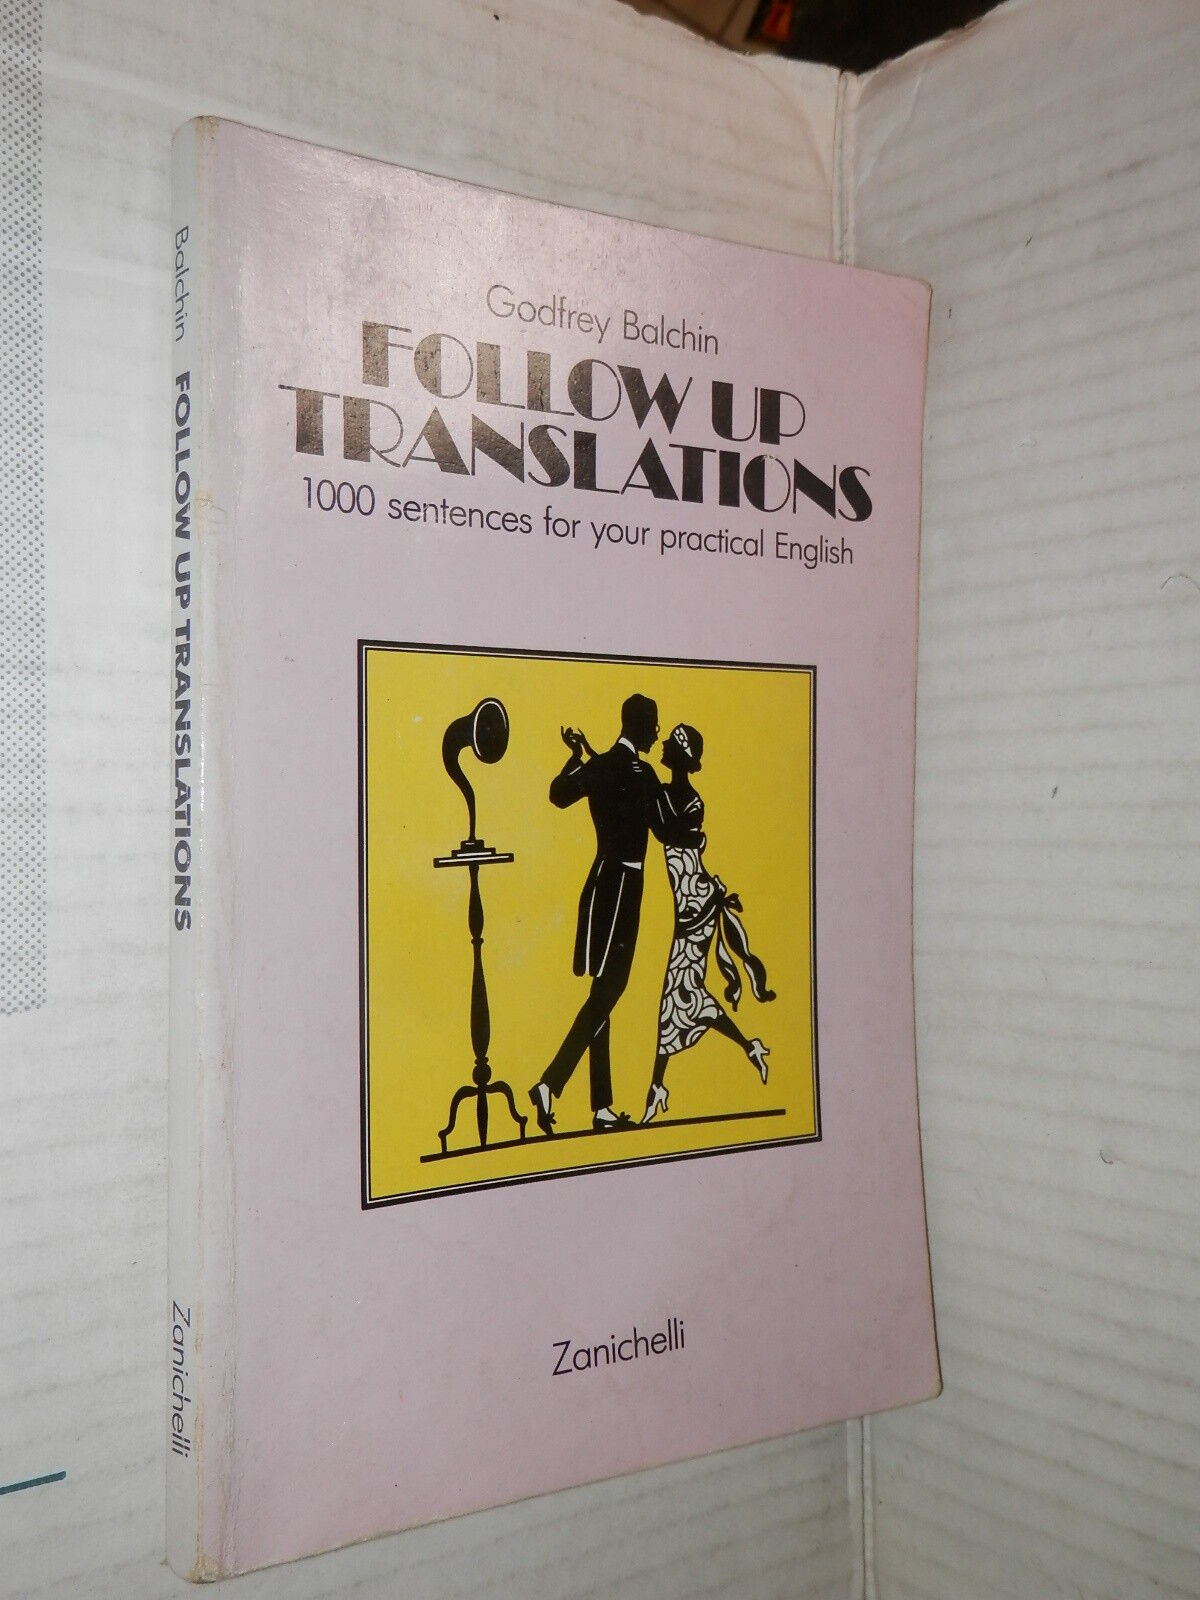 Balchin FOLLOW UP TRANSLATIONS Zanichelli
Godfrey Balchin
FOLLOW UP
TRANSLATIONS
1000 sentences for your practical English
Zanichelli